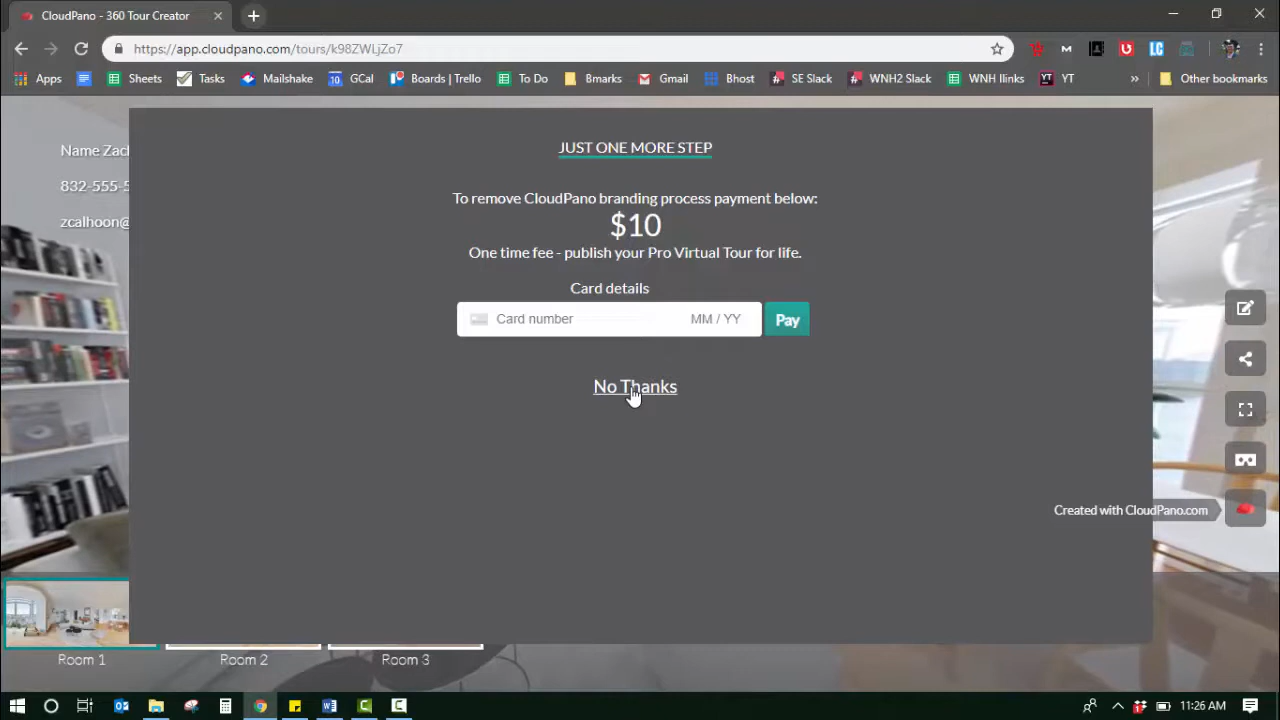 CloudPano - 360 Tour Creator
https://app.cloudpano.com/tours/k98ZWLjZo7
Apps
Sheets
Tasks
Mailshake
GCal
Boards | Trello
To Do
Bmarks
Gmail
Bhost
SE Slack
WNH2 Slack
WNH llinks
YT
Other bookmarks
Name Zacl
832-555-5
zcalhoon@
JUST ONE MORE STEP
To remove CloudPano branding process payment below:
$10
One time fee - publish your Pro Virtual Tour for life.
Card details
Card number
MM / YY
Pay
No Thanks
Created with CloudPano.com
Room 1
Room 2
Room 3
11:26 AM